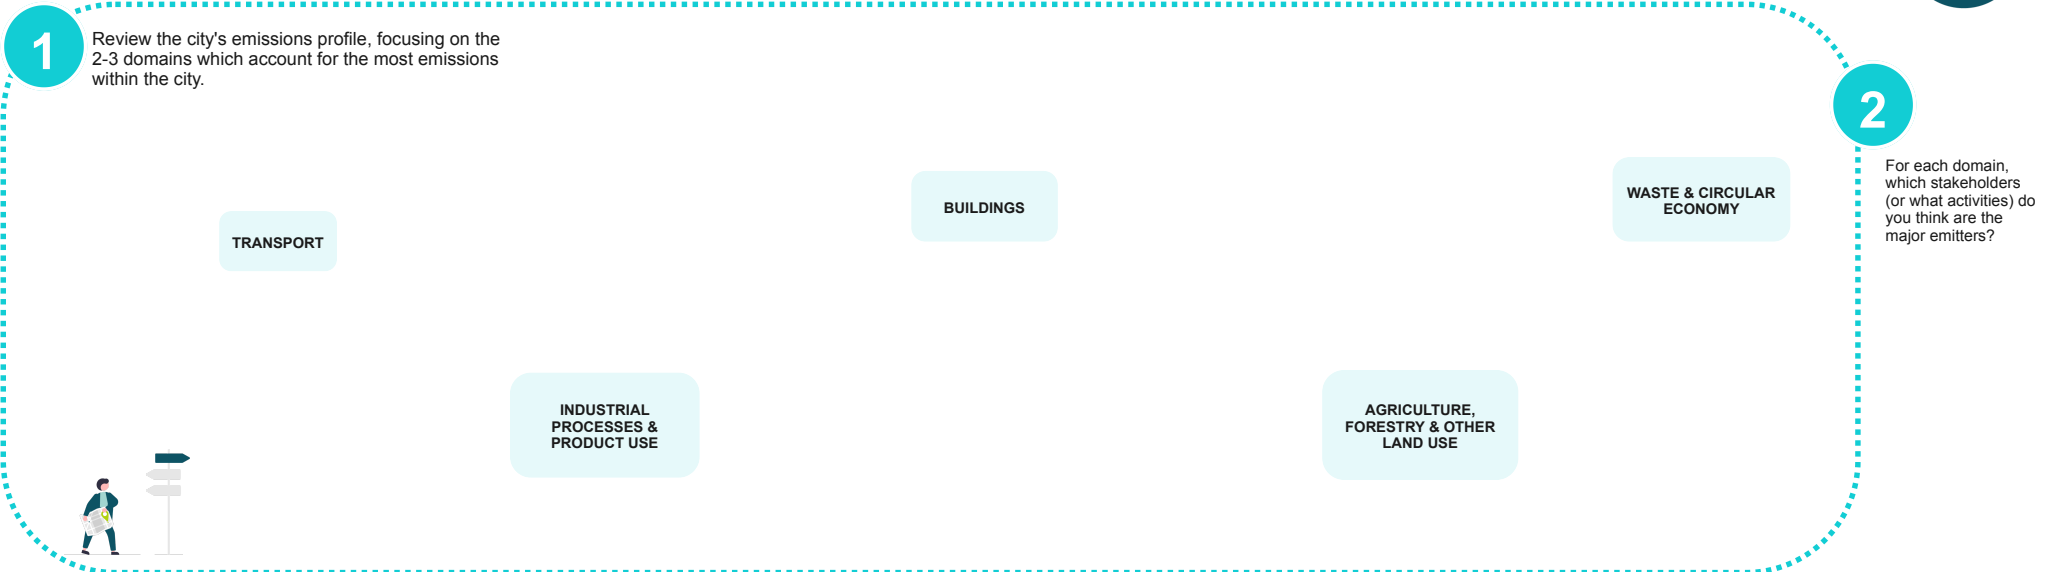 1
Review the city's emissions profile, focusing on the
2-3 domains which account for the most emissions
within the city.
2
For each domain,
which stakeholders
(or what activities) do
you think are the
major emitters?
TRANSPORT
BUILDINGS
WASTE & CIRCULAR
ECONOMY
INDUSTRIAL
PROCESSES &
PRODUCT USE
AGRICULTURE,
FORESTRY & OTHER
LAND USE